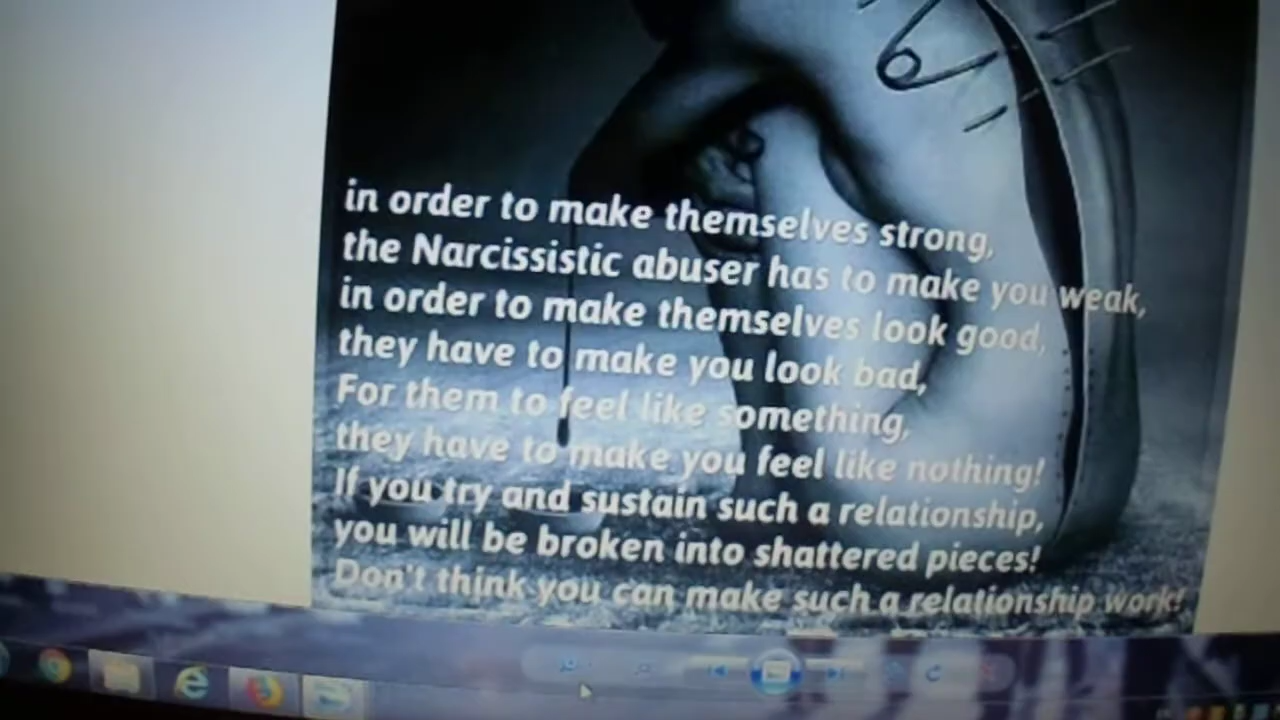 in order to make themselves strong,
the Narcissistic abuser has to make you weak,
in order to make themselves look good,
they have to make you look bad,
For them to feel like something,
they have to make you feel like nothing!
If you try and sustain such a relationship,
you will be broken into shattered pieces!
Don't think you can make such a relationship work!